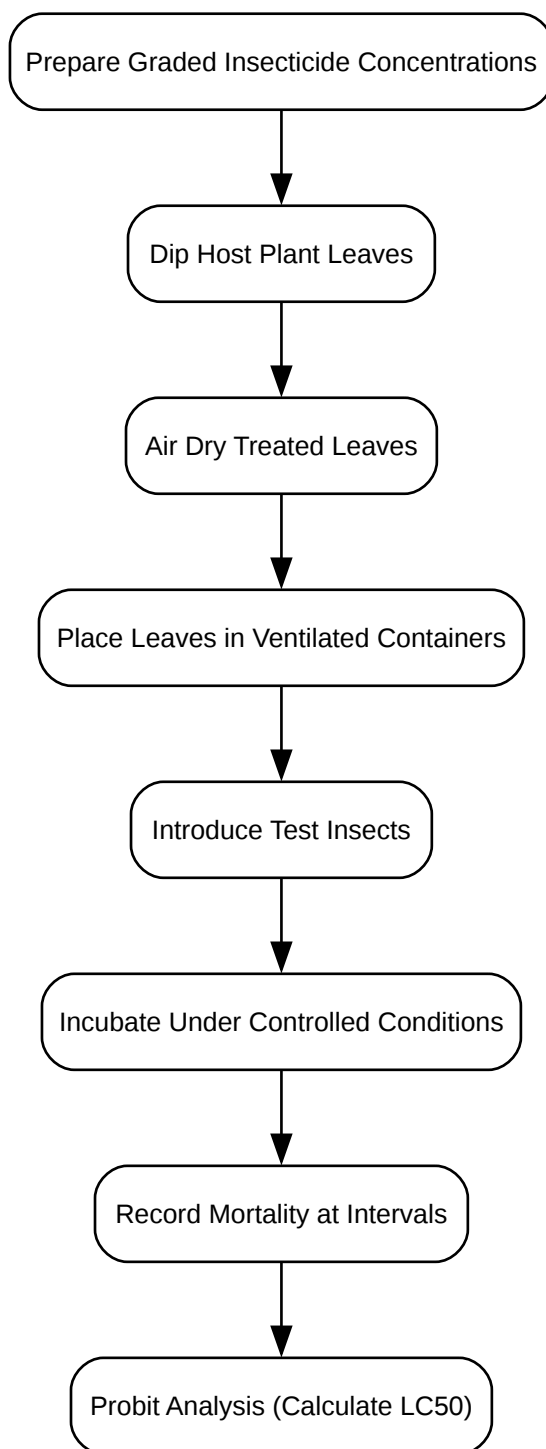 Prepare Graded Insecticide Concentrations
Dip Host Plant Leaves
Air Dry Treated Leaves
Place Leaves in Ventilated Containers
Introduce Test Insects
Incubate Under Controlled Conditions
Record Mortality at Intervals
Probit Analysis (Calculate LC50)